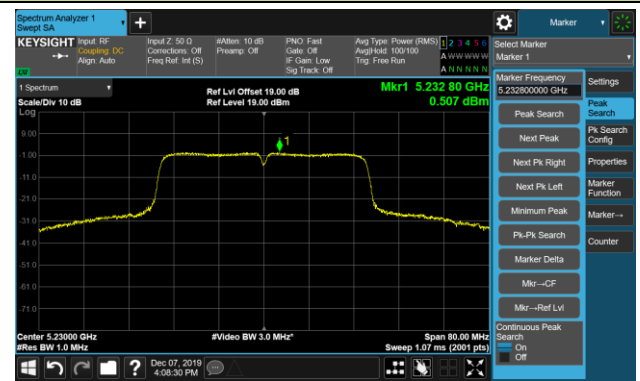 Spectrum Analyzer 1
Swept SA
Marker
KEYSIGHT
Input: RF
Coupling: DC
Align: Auto
Input Z: 50 Ω
Corrections: Off
Freq Ref: Int (S)
#Atten: 10 dB
Preamp: Off
PNO: Fast
Gate: Off
IF Gain: Low
Sig Track: Off
Avg Type: Power (RMS)
Avg|Hold: 100/100
Trig: Free Run
1 2 3 4 5 6
A W W W W W
A N N N N N
Select Marker
Marker 1
1 Spectrum
Scale/Div 10 dB
Log
Ref Lvl Offset 19.00 dB
Ref Level 19.00 dBm
Mkr1 5.232 80 GHz
0.507 dBm
9.00
-1.00
-11.0
-21.0
-31.0
-41.0
-51.0
-61.0
-71.0
1
Center 5.23000 GHz
#Res BW 1.0 MHz
#Video BW 3.0 MHz*
Span 80.00 MHz
Sweep 1.07 ms (2001 pts)
Marker Frequency
5.232800000 GHz
Peak Search
Next Peak
Next Pk Right
Next Pk Left
Minimum Peak
Pk-Pk Search
Marker Delta
Mkr→CF
Mkr→Ref Lvl
Continuous Peak
Search
On
Off
Settings
Peak
Search
Pk Search
Config
Properties
Marker
Function
Marker→
Counter
?
Dec 07, 2019
4:08:30 PM